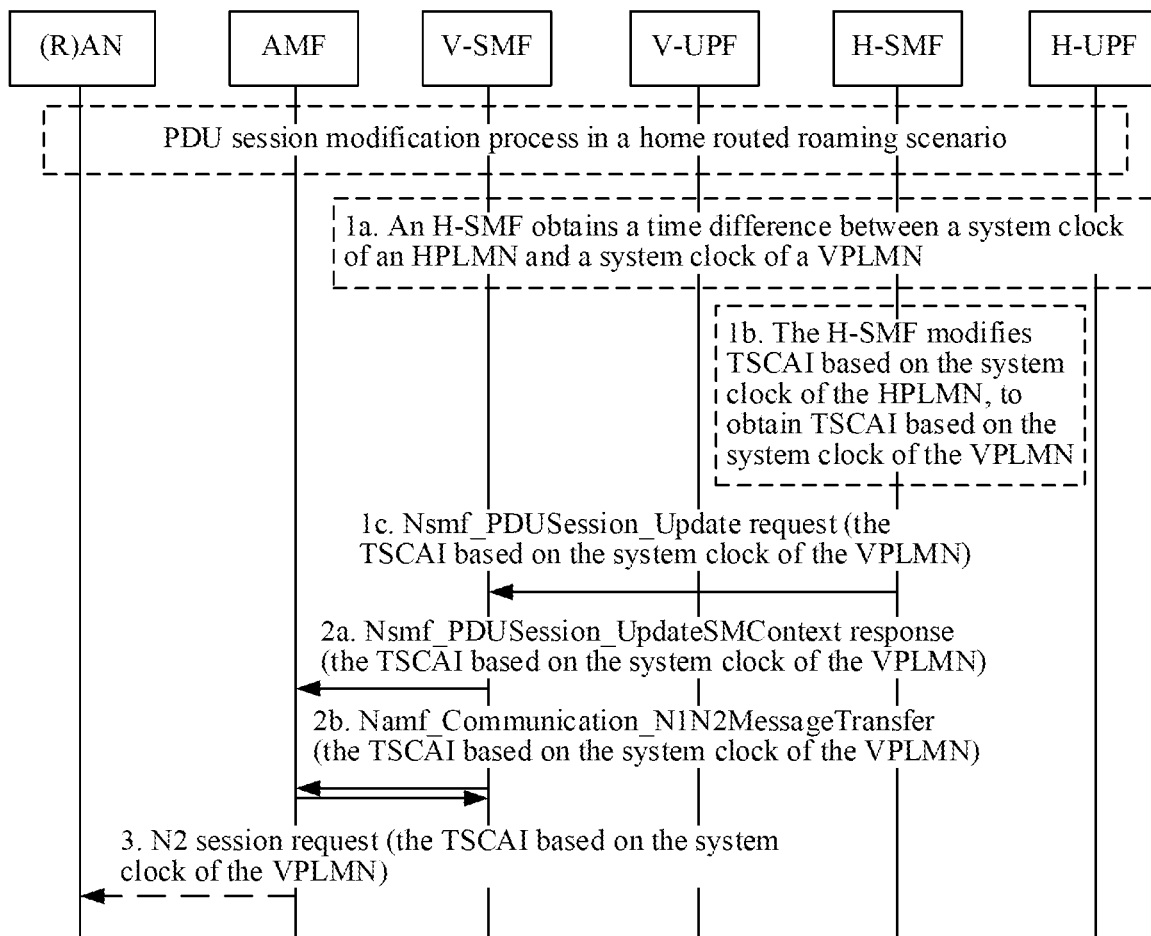 (R)AN
AMF
V-SMF
V-UPF
H-SMF
H-UPF
PDU session modification process in a home routed roaming scenario
1a. An H-SMF obtains a time difference between a system clock
of an HPLMN and a system clock of a VPLMN
1b. The H-SMF modifies
TSCAI based on the system
clock of the HPLMN, to
obtain TSCAI based on the
system clock of the VPLMN
1c. Nsmf_PDUSession_Update request (the
TSCAI based on the system clock of the VPLMN)
2a. Nsmf_PDUSession_UpdateSMContext response
(the TSCAI based on the system clock of the VPLMN)
2b. Namf_Communication_N1N2MessageTransfer
(the TSCAI based on the system clock of the VPLMN)
3. N2 session request (the TSCAI based on the system
clock of the VPLMN)